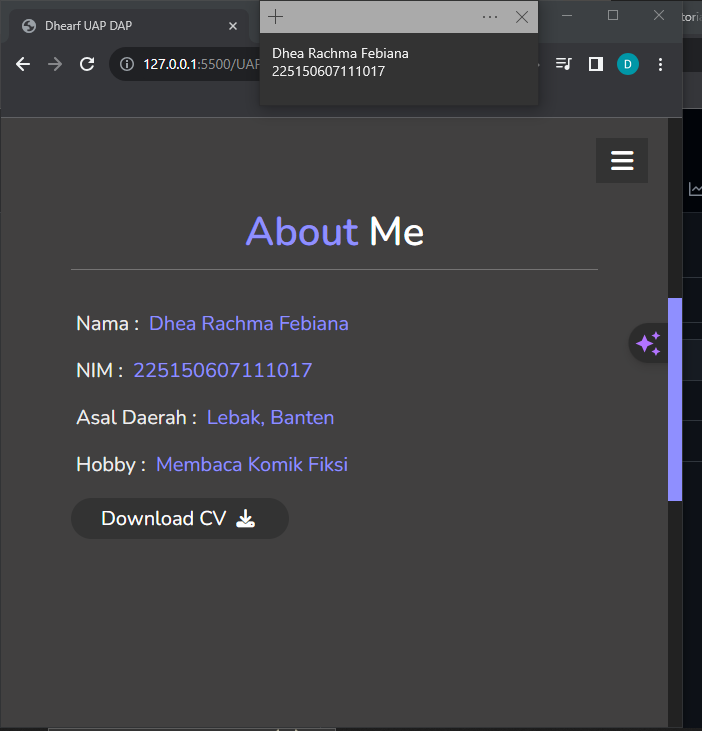 Dhearf UAP DAP
127.0.0.1:5500/UAP
Dhea Rachma Febiana
225150607111017
D
About Me
Nama : Dhea Rachma Febiana
NIM : 225150607111017
Asal Daerah : Lebak, Banten
Hobby : Membaca Komik Fiksi
Download CV